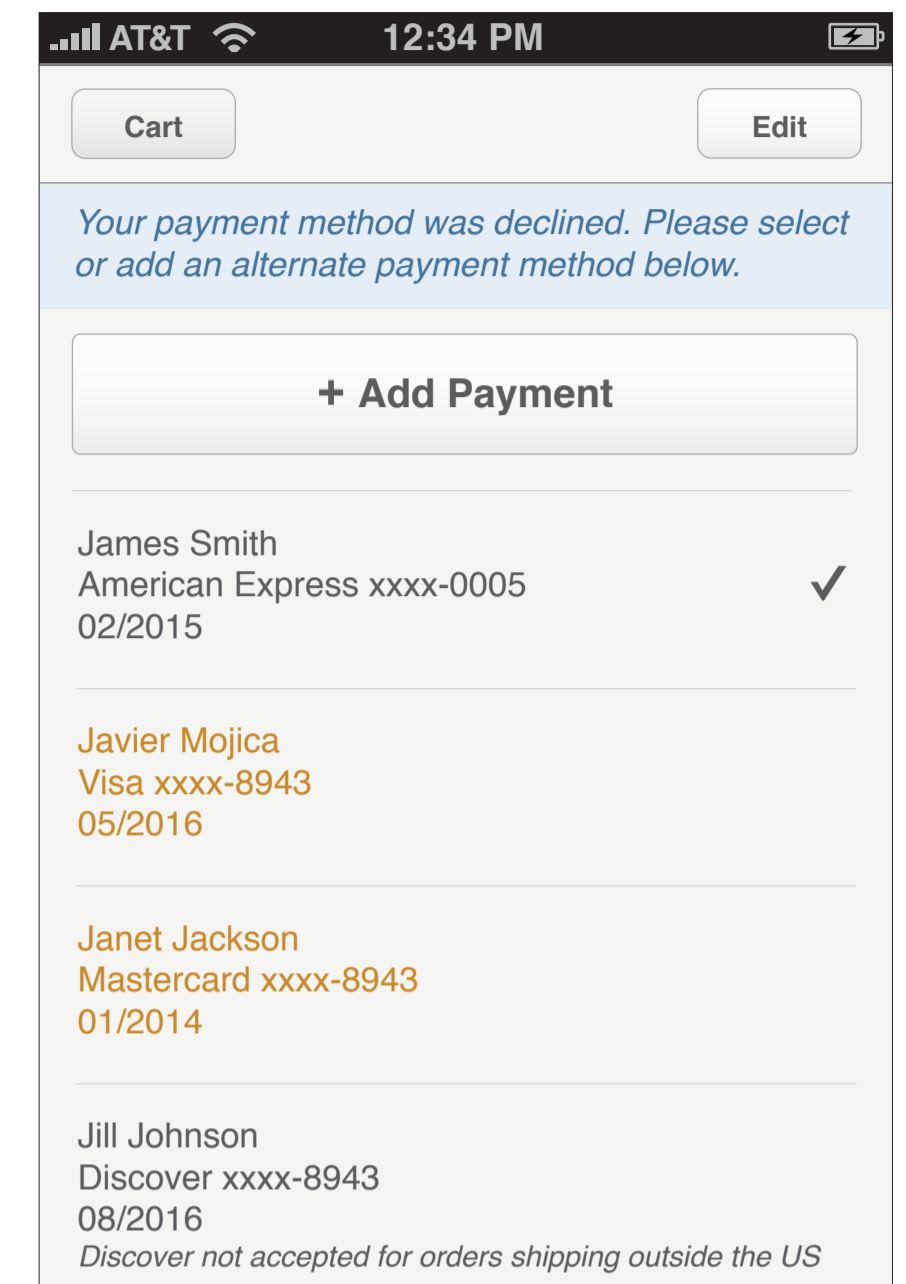 AT&T 12:34 PM
Cart Edit
Your payment method was declined. Please select
or add an alternate payment method below.
+ Add Payment
James Smith
American Express xxxx-0005
02/2015
Javier Mojica
Visa xxxx-8943
05/2016
Janet Jackson
Mastercard xxxx-8943
01/2014
Jill Johnson
Discover xxxx-8943
08/2016
Discover not accepted for orders shipping outside the US